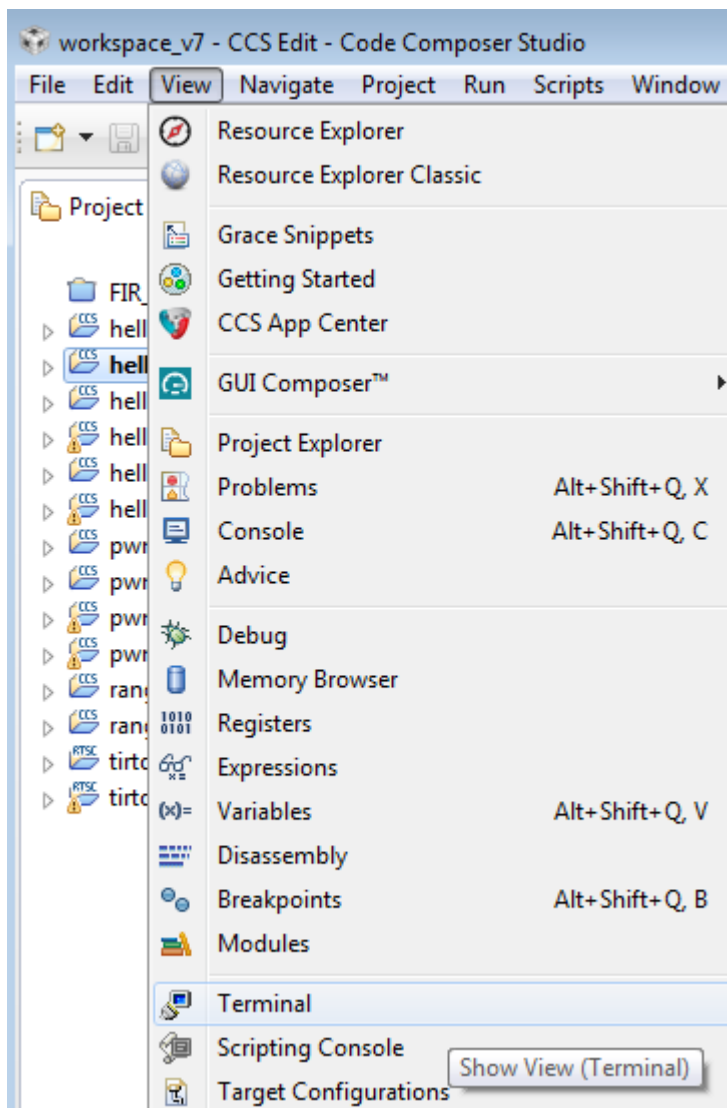 workspace_v7 - CCS Edit - Code Composer Studio
File Edit View Navigate Project Run Scripts Window
Project
FIR_
hell
hell
hell
hell
hell
hell
pwr
pwr
pwr
pwr
rang
rang
tirto
tirto
Resource Explorer
Resource Explorer Classic
Grace Snippets
Getting Started
CCS App Center
GUI Composer™
Project Explorer
Problems Alt+Shift+Q, X
Console Alt+Shift+Q, C
Advice
Debug
Memory Browser
Registers
Expressions
Variables Alt+Shift+Q, V
Disassembly
Breakpoints Alt+Shift+Q, B
Modules
Terminal
Scripting Console
Show View (Terminal)
Target Configurations